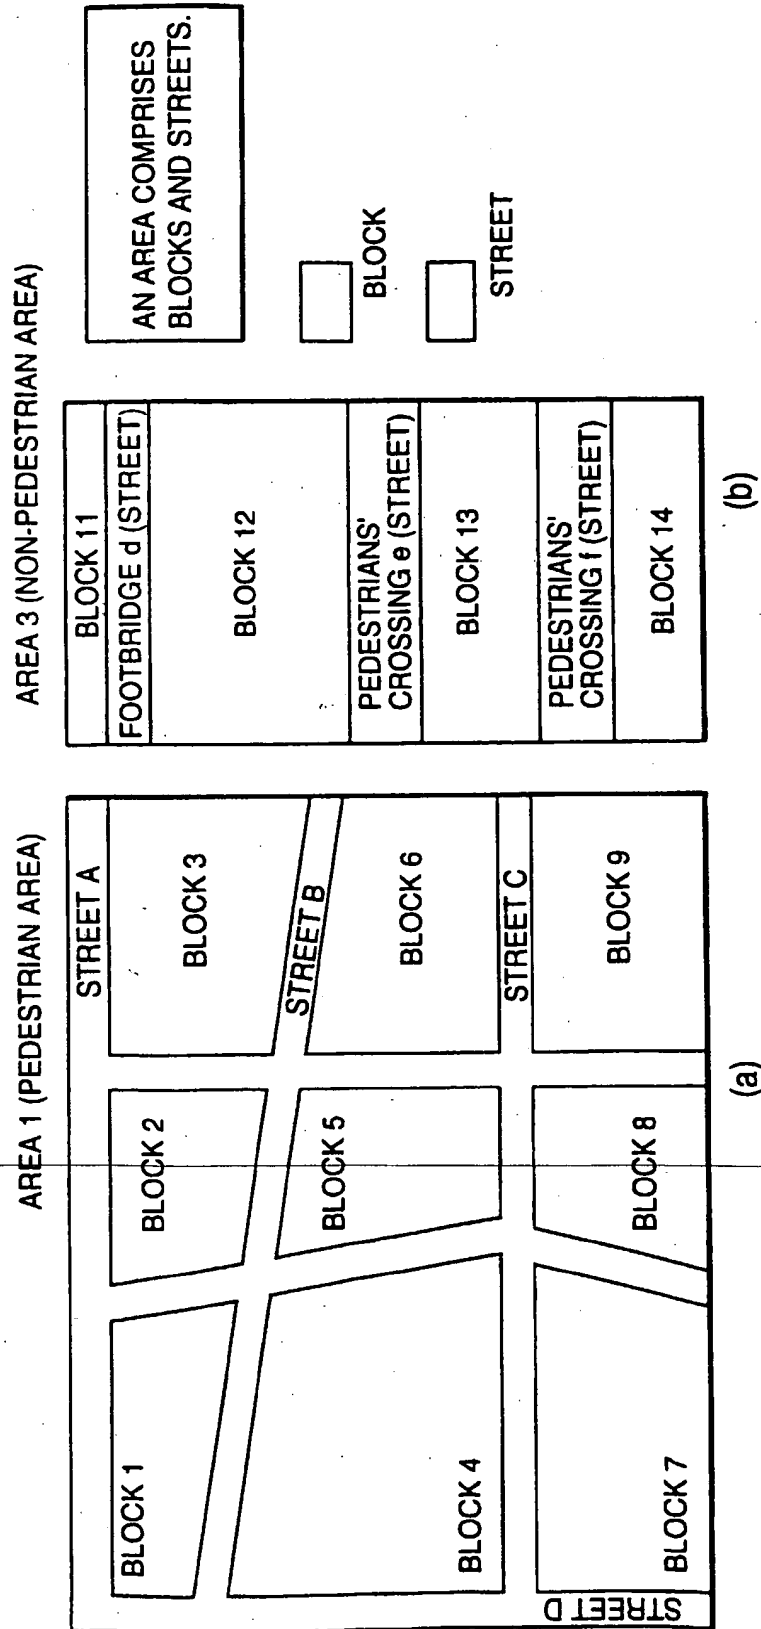 AREA 1 (PEDESTRIAN AREA)
STREET A
BLOCK 1
BLOCK 2
BLOCK 3
STREET B
BLOCK 4
BLOCK 5
BLOCK 6
STREET C
BLOCK 7
BLOCK 8
BLOCK 9
STREET D
(a)
AREA 3 (NON-PEDESTRIAN AREA)
BLOCK 11
FOOTBRIDGE d (STREET)
BLOCK 12
PEDESTRIANS'
CROSSING e (STREET)
BLOCK 13
PEDESTRIANS'
CROSSING f (STREET)
BLOCK 14
(b)
AN AREA COMPRISES
BLOCKS AND STREETS.
BLOCK
STREET